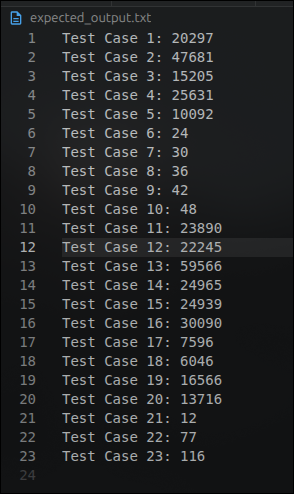 expected_output.txt
1 Test Case 1: 20297
2 Test Case 2: 47681
3 Test Case 3: 15205
4 Test Case 4: 25631
5 Test Case 5: 10092
6 Test Case 6: 24
7 Test Case 7: 30
8 Test Case 8: 36
9 Test Case 9: 42
10 Test Case 10: 48
11 Test Case 11: 23890
12 Test Case 12: 22245
13 Test Case 13: 59566
14 Test Case 14: 24965
15 Test Case 15: 24939
16 Test Case 16: 30090
17 Test Case 17: 7596
18 Test Case 18: 6046
19 Test Case 19: 16566
20 Test Case 20: 13716
21 Test Case 21: 12
22 Test Case 22: 77
23 Test Case 23: 116
24